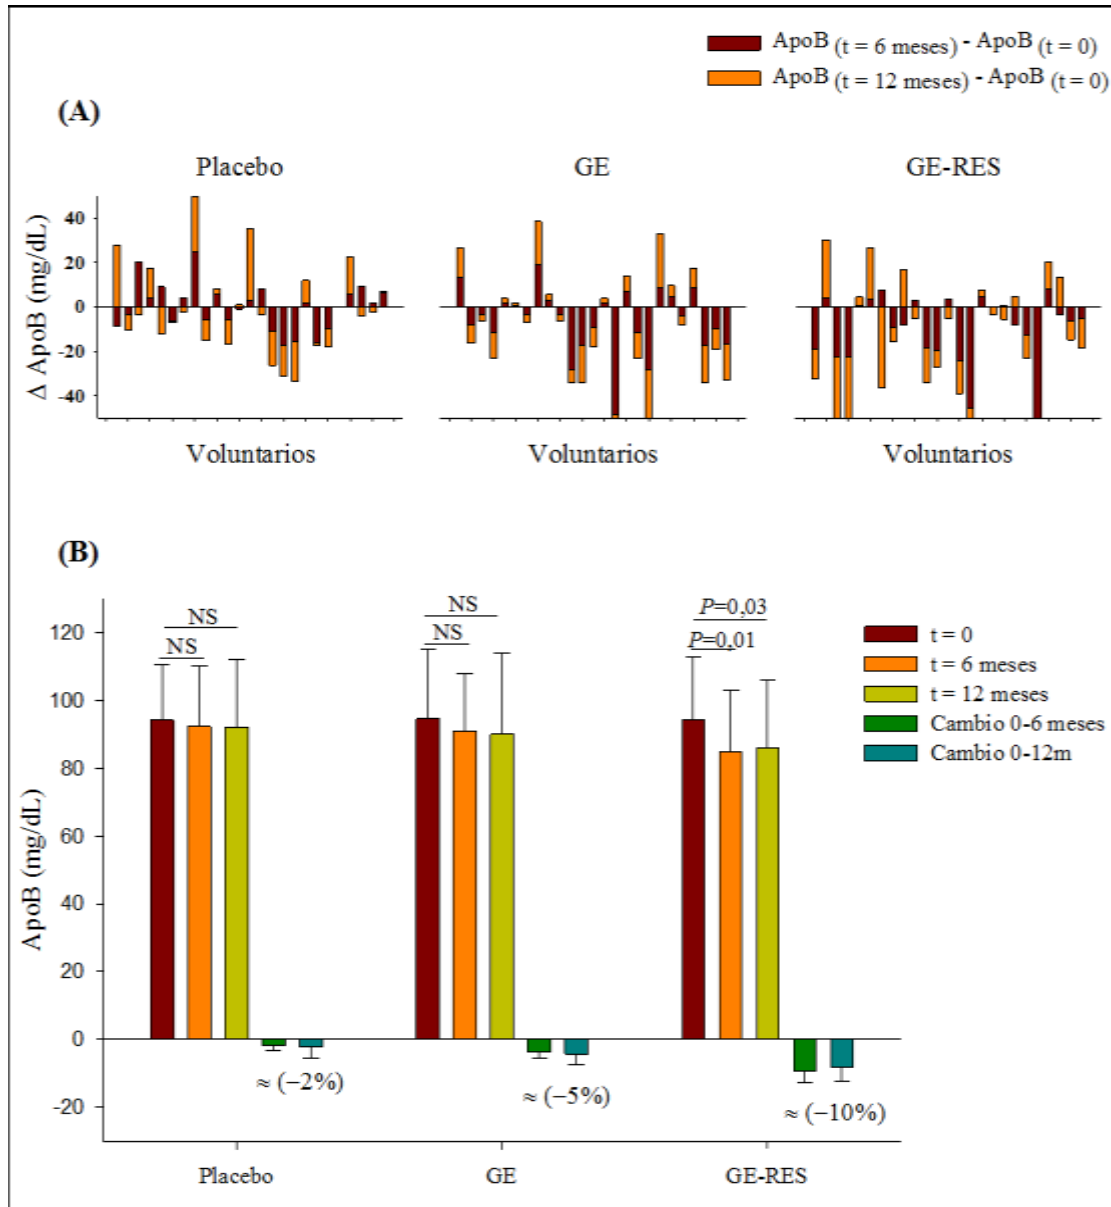 ApoB (t = 6 meses) - ApoB (t = 0)
ApoB (t = 12 meses) - ApoB (t = 0)
(A)
Placebo GE GE-RES
Δ ApoB (mg/dL)
40
20
0
-20
-40
Voluntarios Voluntarios Voluntarios
(B)
ApoB (mg/dL)
120
100
80
60
40
20
0
-20
NS
NS
NS
NS
P=0,03
P=0,01
t = 0
t = 6 meses
t = 12 meses
Cambio 0-6 meses
Cambio 0-12m
≈ (−2%) ≈ (−5%) ≈ (−10%)
Placebo GE GE-RES